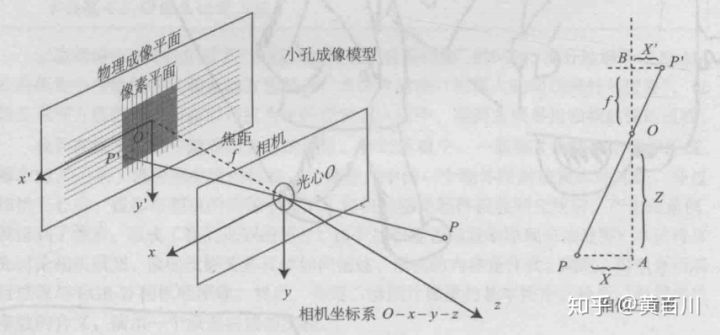 小孔成像模型
物理成像平面
像素平面
O'
P'
x'
y'
焦距
f
相机
光心O
x
y
z
P
相机坐标系 O-x-y-z
B
X'
P'
f
O
Z
P
A
X
知乎 @黄百川